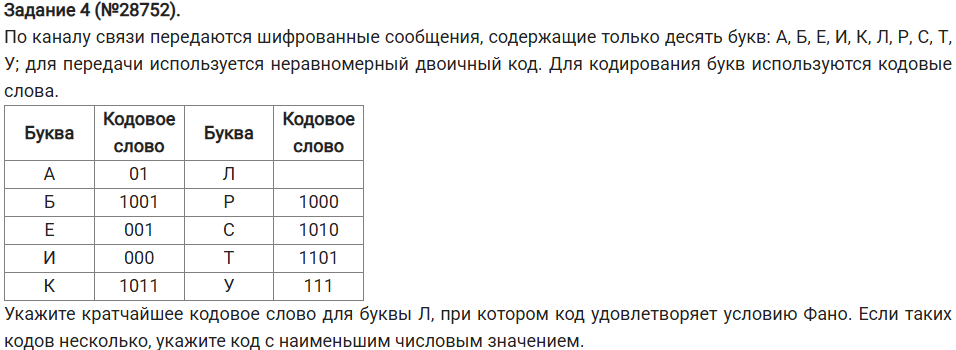 Задание 4 (№28752).
По каналу связи передаются шифрованные сообщения, содержащие только десять букв: А, Б, Е, И, К, Л, Р, С, Т,
У; для передачи используется неравномерный двоичный код. Для кодирования букв используются кодовые
слова.
Буква Кодовое слово Буква Кодовое слово
А 01 Л
Б 1001 Р 1000
Е 001 С 1010
И 000 Т 1101
К 1011 У 111
Укажите кратчайшее кодовое слово для буквы Л, при котором код удовлетворяет условию Фано. Если таких
кодов несколько, укажите код с наименьшим числовым значением.